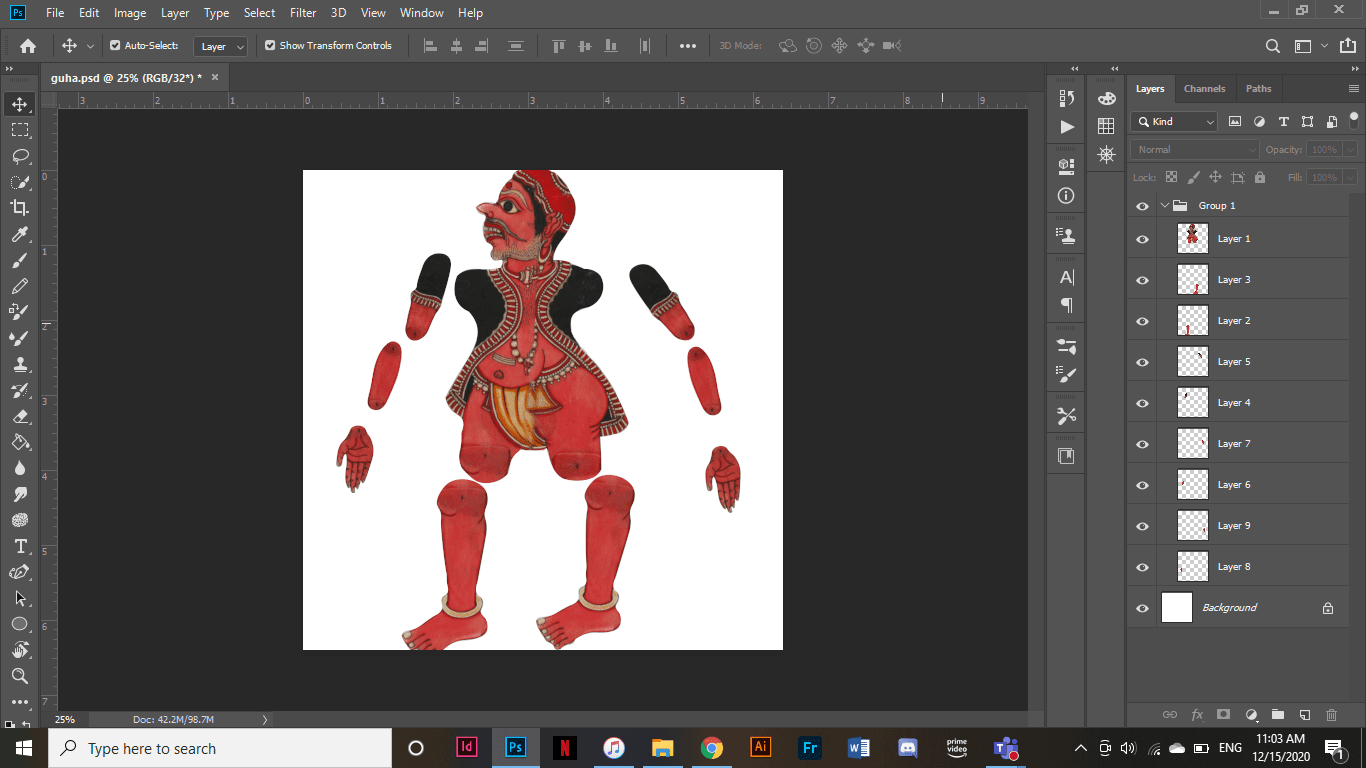 Ps File Edit Image Layer Type Select Filter 3D View Window Help
Auto-Select: Layer Show Transform Controls 3D Mode:
guha.psd @ 25% (RGB/32*) * ×
3 2 1 0 1 2 3 4 5 6 7 8 9
0
1
2
3
4
5
6
7
Layers Channels Paths
Kind
Normal Opacity: 100%
Lock: Fill: 100%
Group 1
Layer 1
Layer 3
Layer 2
Layer 5
Layer 4
Layer 7
Layer 6
Layer 9
Layer 8
Background
25% Doc: 42.2M/98.7M
Type here to search
Id Ps N Ai Fr W prime video
ENG
11:03 AM
12/15/2020
1